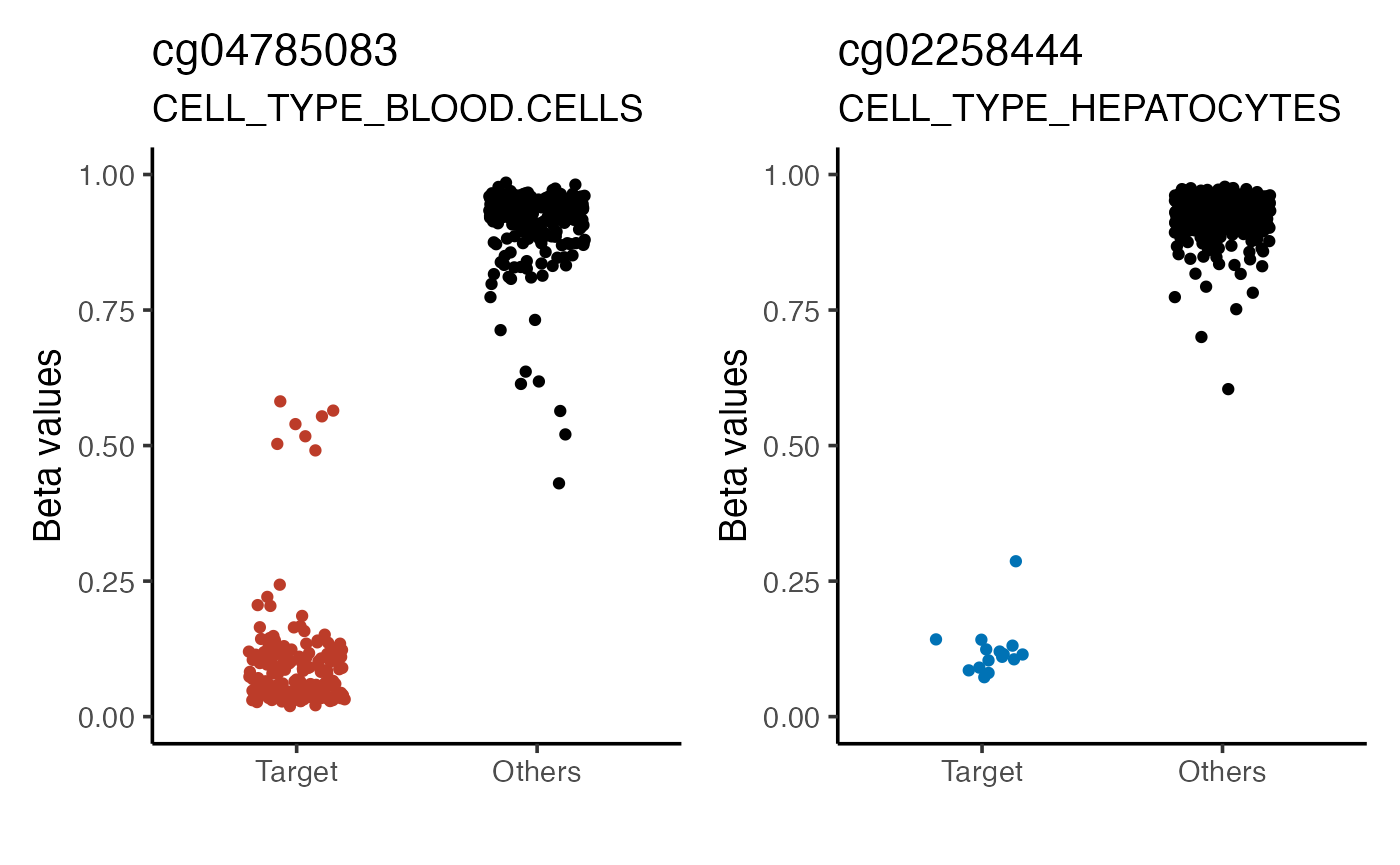 cg04785083
CELL_TYPE_BLOOD.CELLS
Beta values
1.00
0.75
0.50
0.25
0.00
Target
Others
cg02258444
CELL_TYPE_HEPATOCYTES
Beta values
1.00
0.75
0.50
0.25
0.00
Target
Others